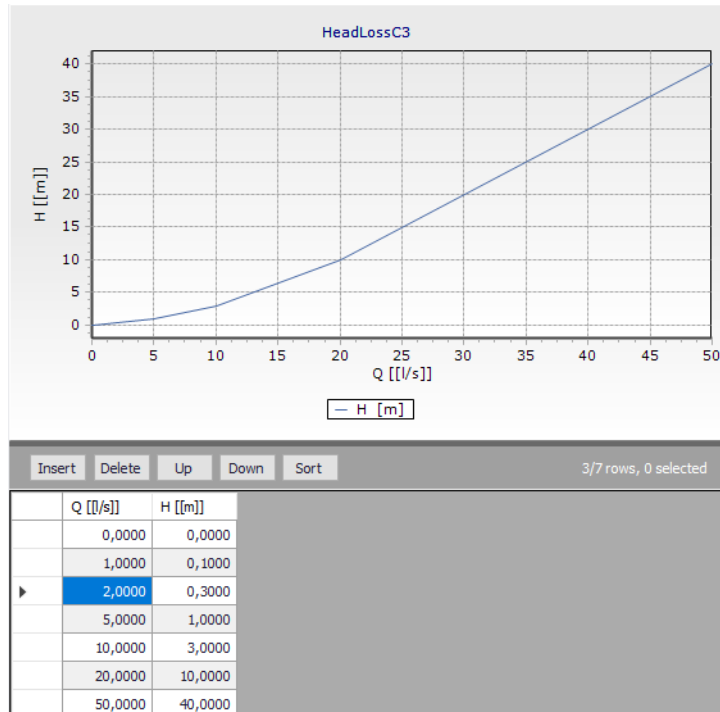 HeadLossC3
40
35
30
25
20
15
10
5
0
H [[m]]
0 5 10 15 20 25 30 35 40 45 50
Q [[l/s]]
H [m]
Insert Delete Up Down Sort 3/7 rows, 0 selected
Q [[l/s]] H [[m]]
0,0000 0,0000
1,0000 0,1000
2,0000 0,3000
5,0000 1,0000
10,0000 3,0000
20,0000 10,0000
50,0000 40,0000